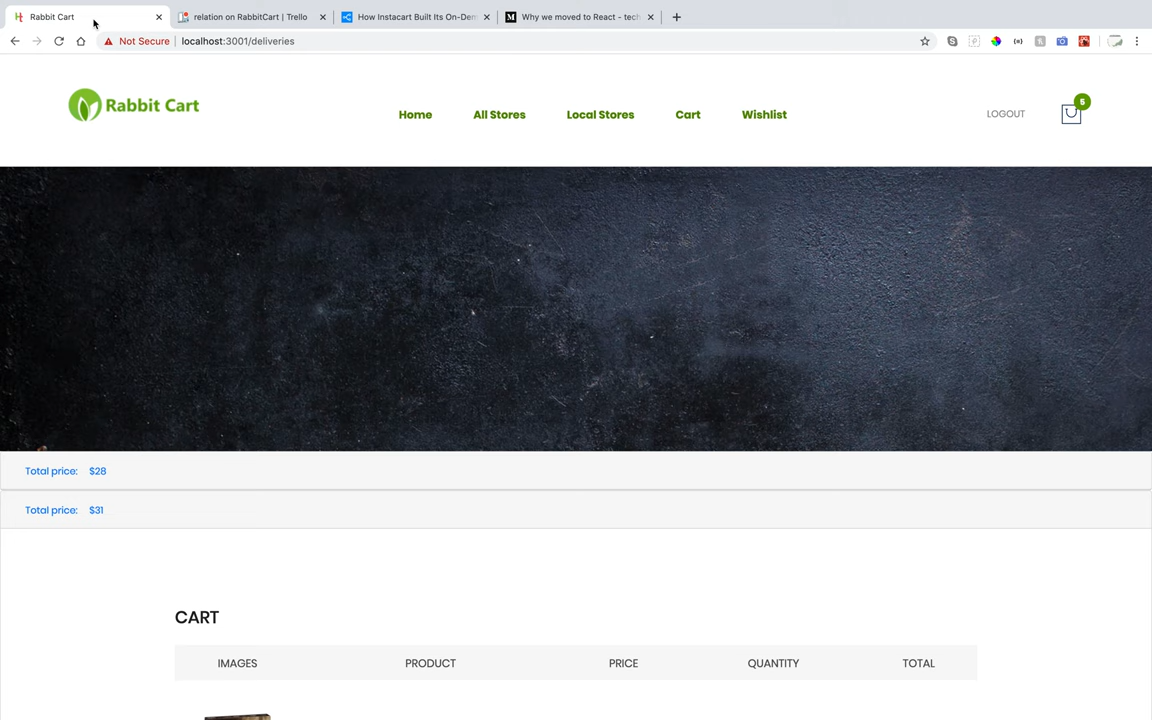 Rabbit Cart
relation on RabbitCart | Trello
How Instacart Built Its On-Dem
Why we moved to React - tech
Not Secure
localhost:3001/deliveries
Rabbit Cart
Home
All Stores
Local Stores
Cart
Wishlist
LOGOUT
5
Total price: $28
Total price: $31
CART
IMAGES PRODUCT PRICE QUANTITY TOTAL